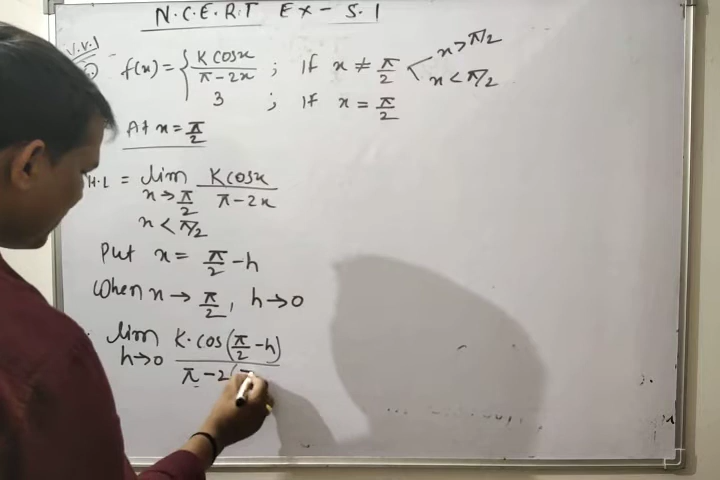 N.C.E.R.T EX - 5.1
V.V.I
f(x) = { K cosx / π - 2x ; If x ≠ π/2 < x > π/2
x < π/2
3 ; If x = π/2
At x = π/2
H.L = lim x → π/2 K cosx / π - 2x
x < π/2
Put x = π/2 - h
When x → π/2, h → 0
lim h → 0 K · cos(π/2 - h) / π - 2(